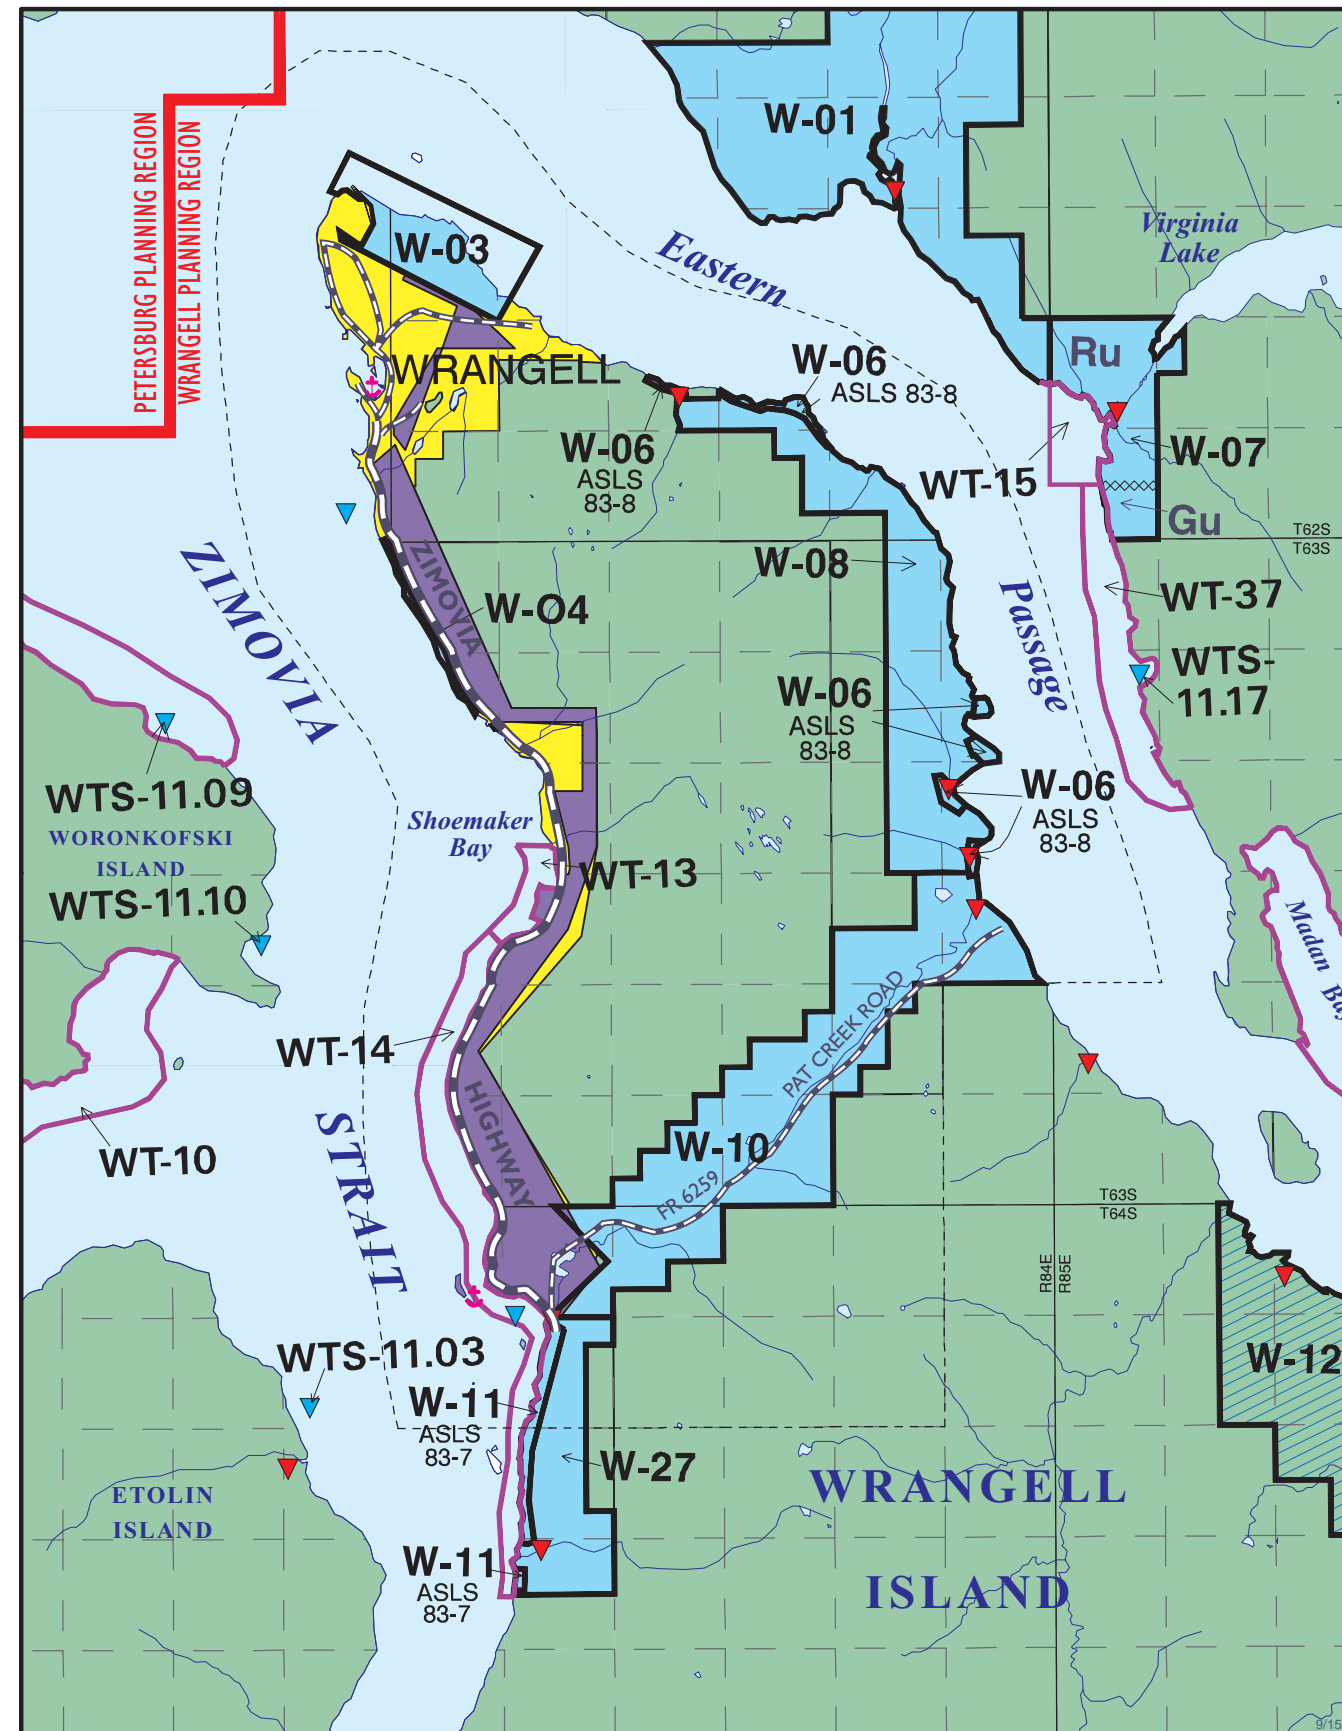 PETERSBURG PLANNING REGION
WRANGELL PLANNING REGION
W-01
Virginia
Lake
W-03
Eastern
Ru
W-06
ASLS 83-8
WRANGELL
W-06
ASLS
83-8
WT-15
W-07
Gu
T62S
T63S
ZIMOVIA
W-08
Passage
WT-37
ZIMOVIA
W-O4
WTS-
11.17
W-06
ASLS
83-8
WTS-11.09
WORONKOFSKI
ISLAND
WTS-11.10
Shoemaker
Bay
W-06
ASLS
83-8
WT-13
Madan Bay
PAT CREEK ROAD
WT-14
HIGHWAY
STRAIT
WT-10
W-10
FR 6259
T63S
T64S
R84E
R85E
WTS-11.03
W-11
ASLS
83-7
W-12
W-27
WRANGELL
ISLAND
ETOLIN
ISLAND
W-11
ASLS
83-7
9/15